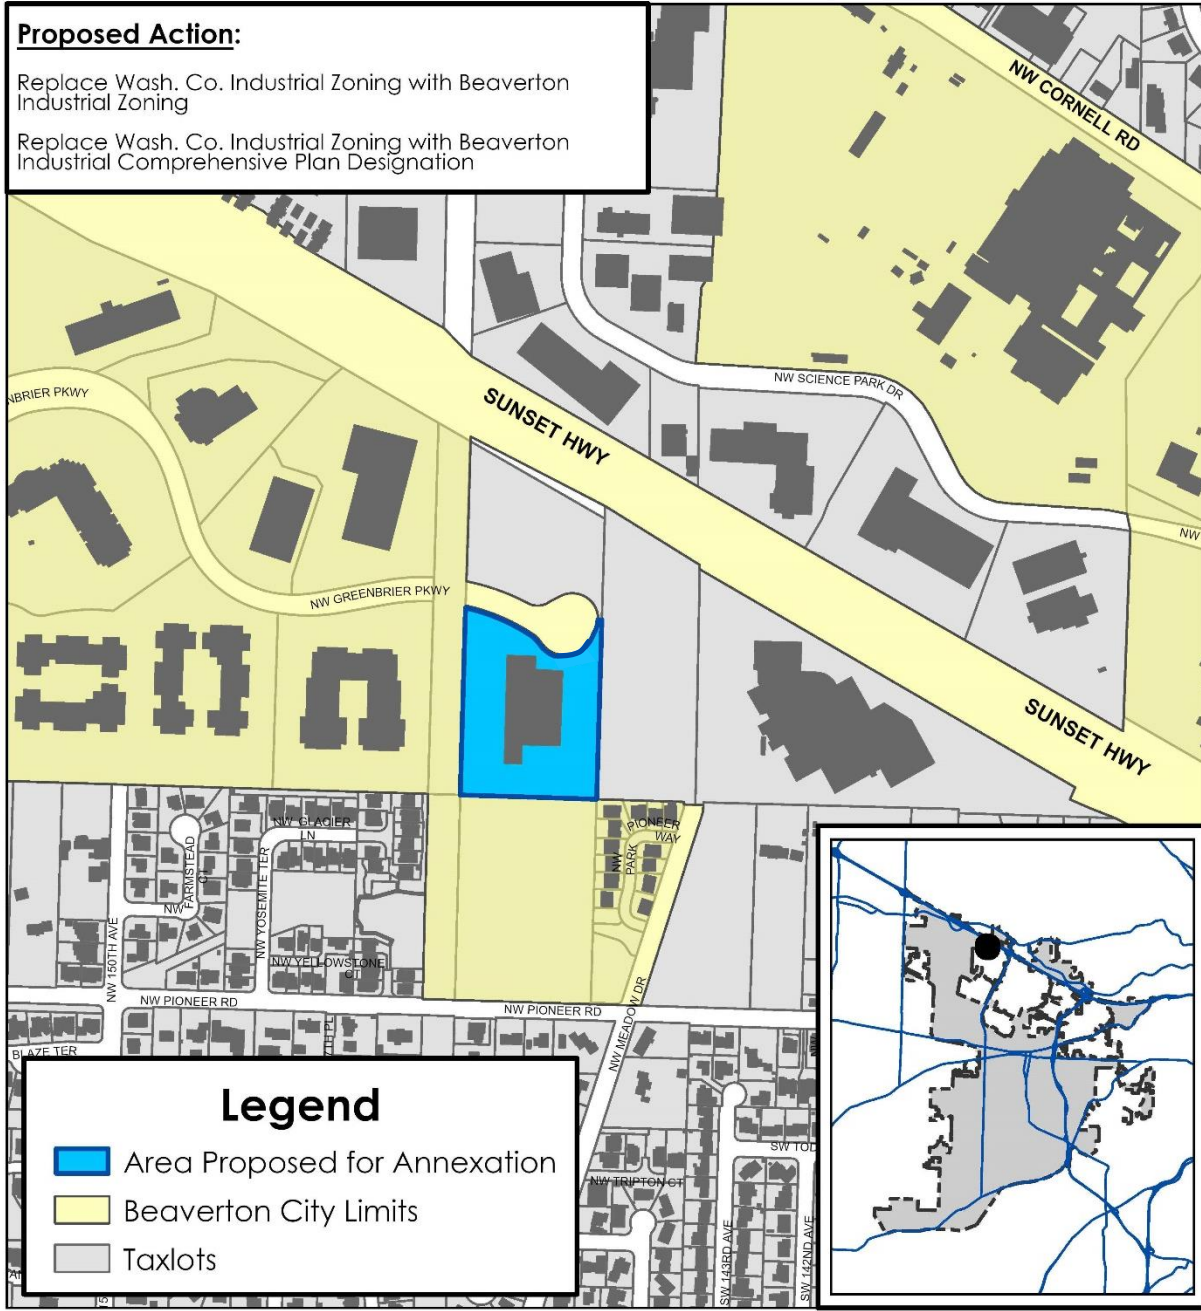 Proposed Action:
Replace Wash. Co. Industrial Zoning with Beaverton
Industrial Zoning
Replace Wash. Co. Industrial Zoning with Beaverton
Industrial Comprehensive Plan Designation
NW CORNELL RD
NW SCIENCE PARK DR
NBRIER PKWY
SUNSET HWY
NW
NW GREENBRIER PKWY
SUNSET HWY
NW GLACIER
LN
PIONEER
WAY
NW
PARK
FARMSTEAD
CT
NW
NW YOSEMITE TER
NW 150TH AVE
NW YELLOWSTONE
CT
NW PIONEER RD
NW PIONEER RD
NW MEADOW DR
BLAZE TER
7TH PL
SW TOD
NW TRIPTON CT
SW 143RD AVE
SW 142ND AVE
Legend
Area Proposed for Annexation
Beaverton City Limits
Taxlots